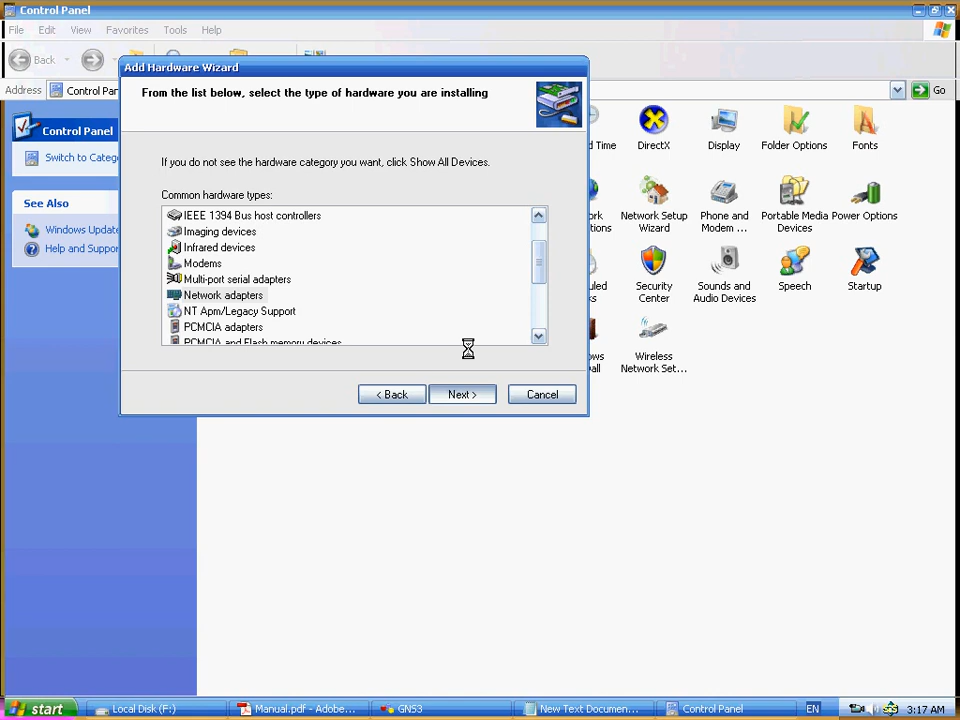 Control Panel
File Edit View Favorites Tools Help
Back
Address Control Pan Go
Add Hardware Wizard
From the list below, select the type of hardware you are installing
If you do not see the hardware category you want, click Show All Devices.
Common hardware types:
IEEE 1394 Bus host controllers
Imaging devices
Infrared devices
Modems
Multi-port serial adapters
Network adapters
NT Apm/Legacy Support
PCMCIA adapters
PCMCIA and Flash memory devices
< Back Next > Cancel
Control Panel
Switch to Catego
See Also
Windows Update
Help and Suppor
d Time DirectX Display Folder Options Fonts
Network Setup Wizard
Phone and Modem ...
Portable Media Devices
Power Options
Security Center
Sounds and Audio Devices
Speech
Startup
Wireless Network Set...
start Local Disk (F:) Manual.pdf - Adobe... GNS3 New Text Documen... Control Panel EN 3:17 AM